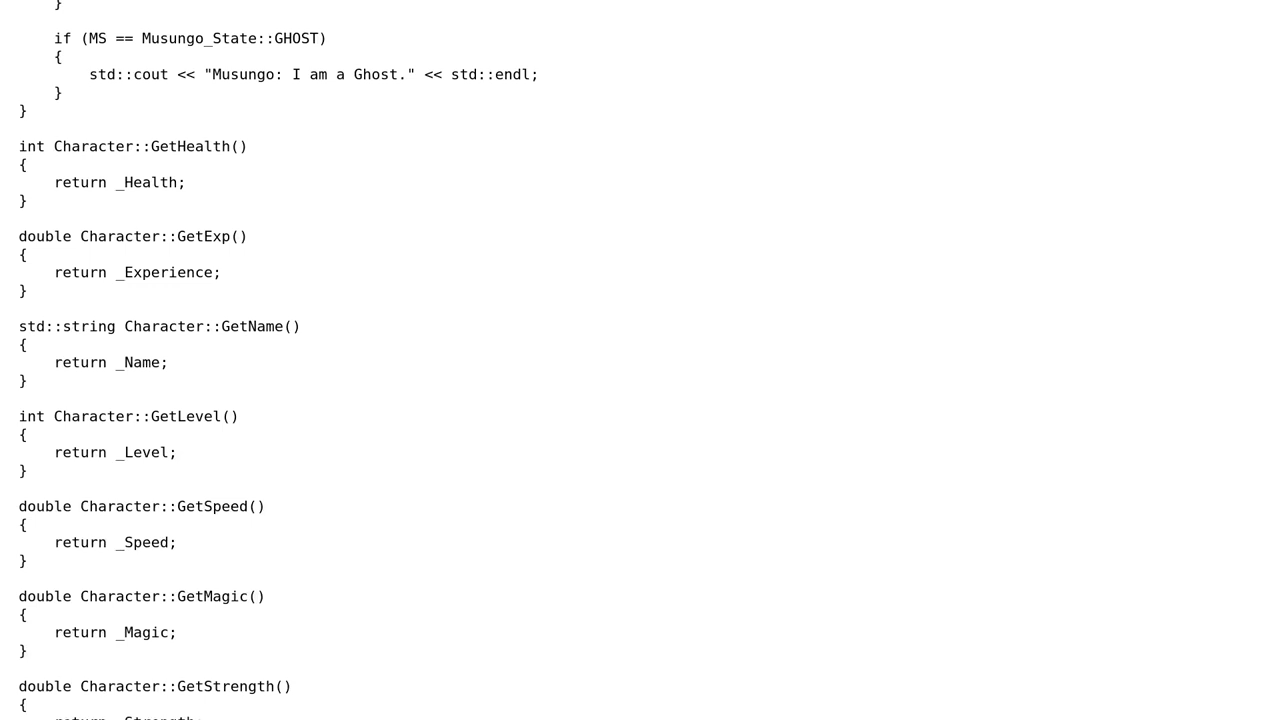 }

    if (MS == Musungo_State::GHOST)
    {
        std::cout << "Musungo: I am a Ghost." << std::endl;
    }
}

int Character::GetHealth()
{
    return _Health;
}

double Character::GetExp()
{
    return _Experience;
}

std::string Character::GetName()
{
    return _Name;
}

int Character::GetLevel()
{
    return _Level;
}

double Character::GetSpeed()
{
    return _Speed;
}

double Character::GetMagic()
{
    return _Magic;
}

double Character::GetStrength()
{
    return _Strength;